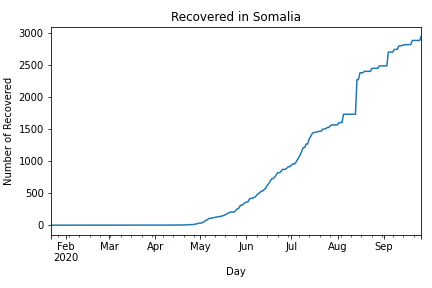 Recovered in Somalia
Number of Recovered
3000
2500
2000
1500
1000
500
0
Feb Mar Apr May Jun Jul Aug Sep
2020
Day